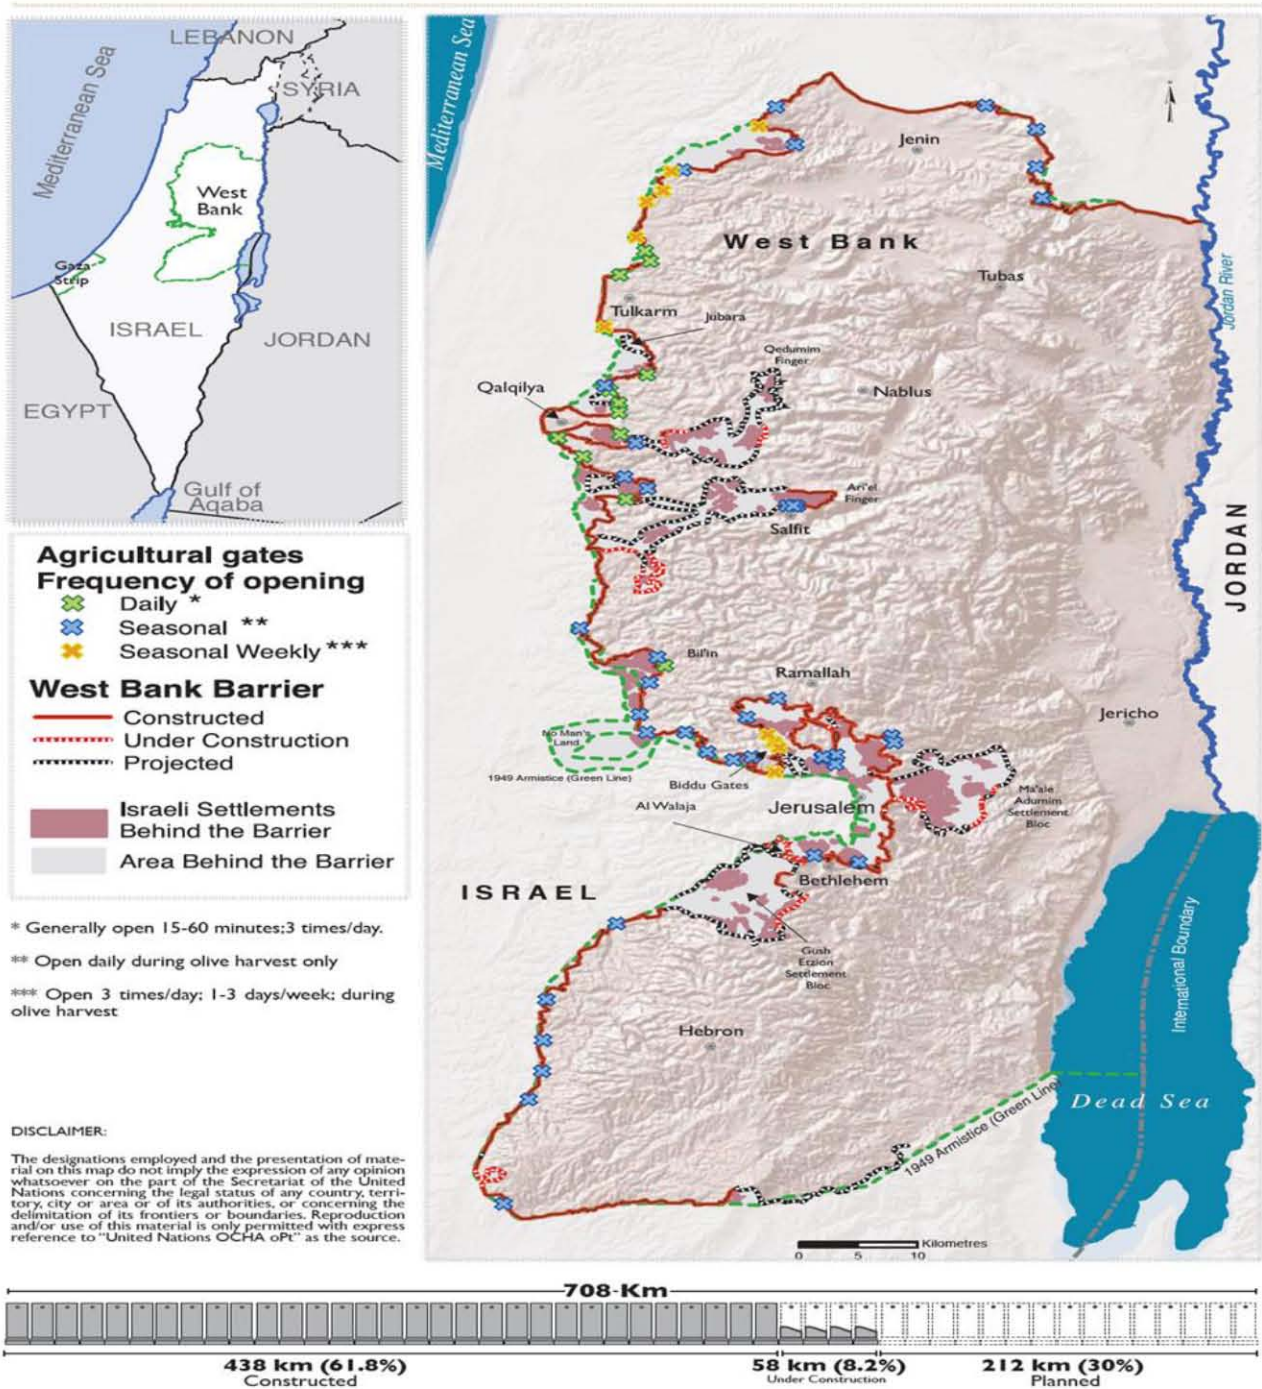 LEBANON
Mediterranean Sea
SYRIA
West
Bank
Gaza
Strip
ISRAEL
JORDAN
EGYPT
Gulf of
Aqaba
Agricultural gates
Frequency of opening
Daily *
Seasonal **
Seasonal Weekly ***
West Bank Barrier
Constructed
Under Construction
Projected
Israeli Settlements
Behind the Barrier
Area Behind the Barrier
* Generally open 15-60 minutes;3 times/day.
** Open daily during olive harvest only
*** Open 3 times/day; 1-3 days/week; during
olive harvest
DISCLAIMER:
The designations employed and the presentation of mate-
rial on this map do not imply the expression of any opinion
whatsoever on the part of the Secretariat of the United
Nations concerning the legal status of any country, terri-
tory, city or area or of its authorities, or concerning the
delimitation of its frontiers or boundaries. Reproduction
and/or use of this material is only permitted with express
reference to "United Nations OCHA oPt" as the source.
Mediterranean Sea
Jenin
West Bank
Tubas
Jordan River
Tulkarm
Jubara
Qedumim
Finger
Qalqilya
Nablus
Ari'el
Finger
Salfit
JORDAN
Bil'in
Ramallah
Jericho
No Man's
Land
1949 Armistice (Green Line)
Biddu Gates
Al Walaja
Jerusalem
Ma'ale
Adumim
Settlement
Bloc
Bethlehem
ISRAEL
Gush
Etzion
Settlement
Bloc
International Boundary
Hebron
Dead Sea
1949 Armistice (Green Line)
Kilometres
0 5 10
708 Km
438 km (61.8%)
Constructed
58 km (8.2%)
Under Construction
212 km (30%)
Planned